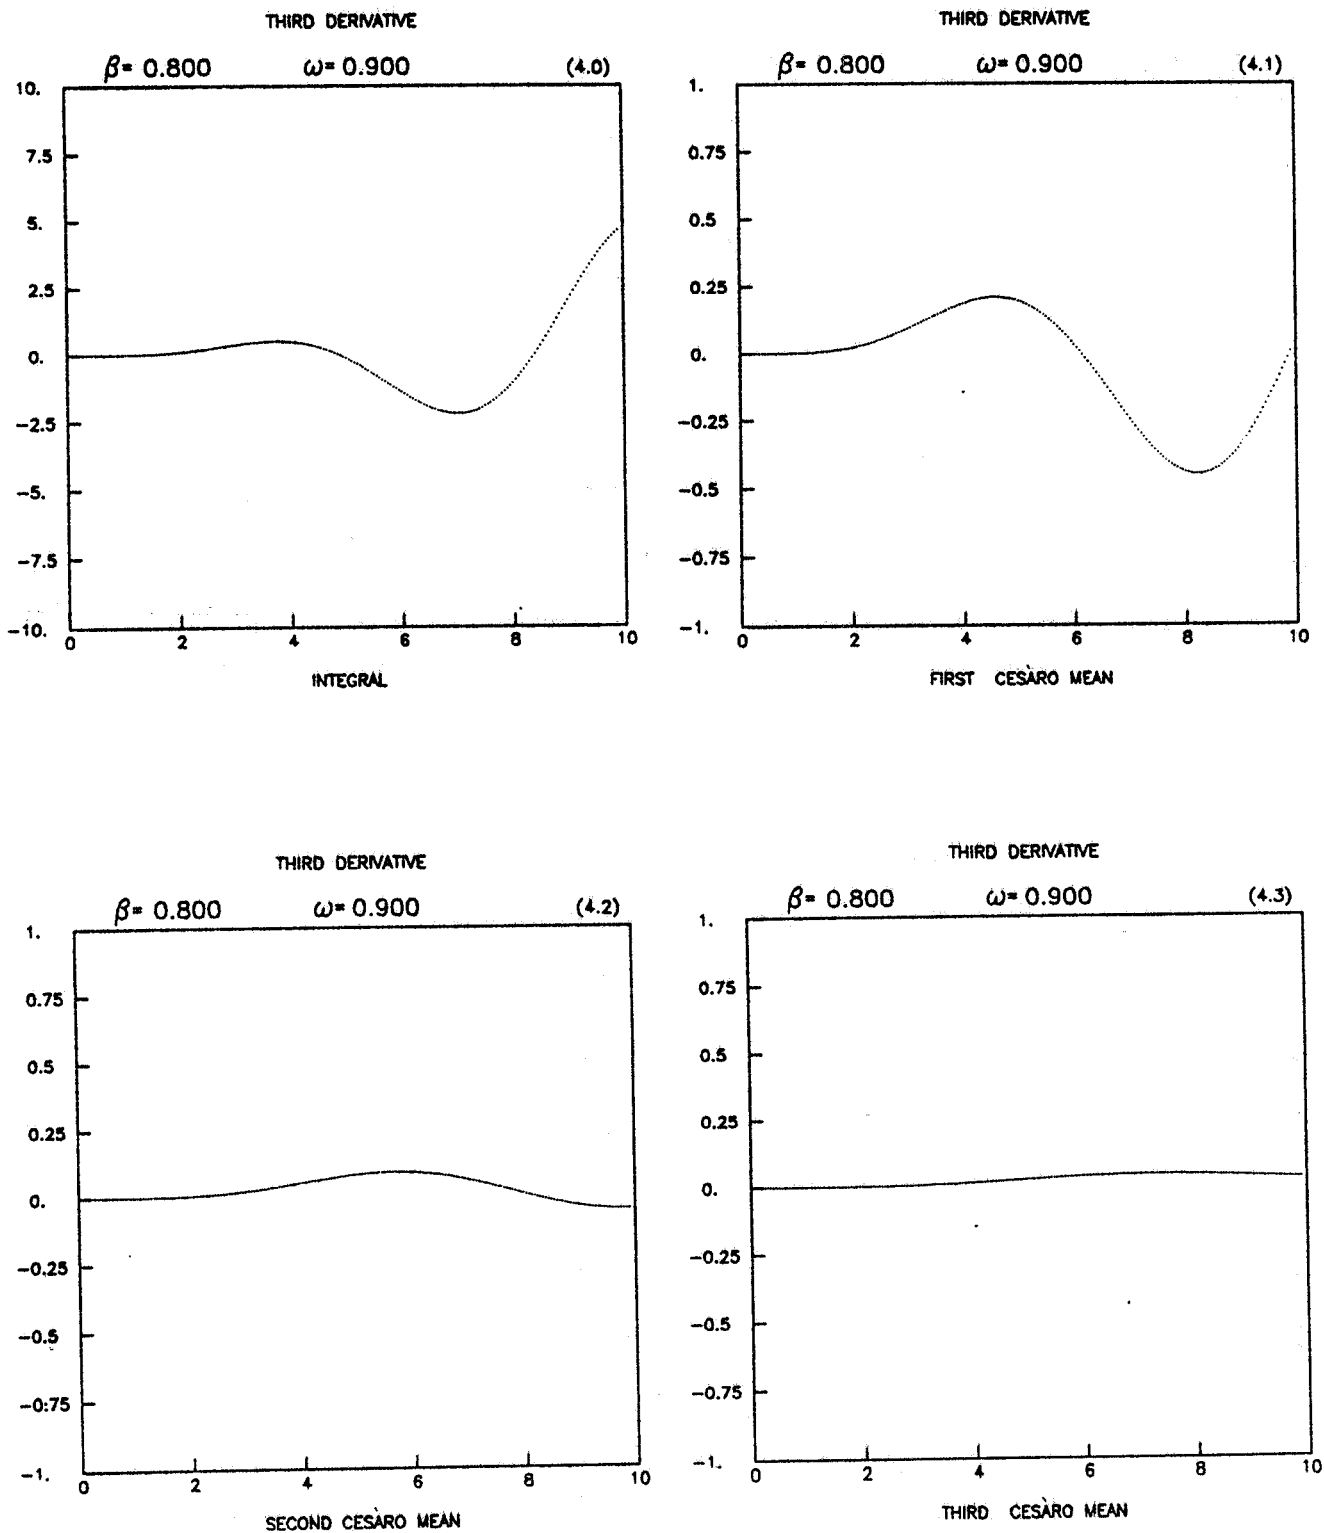 THIRD DERIVATIVE
β= 0.800 ω= 0.900 (4.0)
10.
7.5
5.
2.5
0.
−2.5
−5.
−7.5
−10.
0 2 4 6 8 10
INTEGRAL
THIRD DERIVATIVE
β= 0.800 ω= 0.900 (4.1)
1.
0.75
0.5
0.25
0.
−0.25
−0.5
−0.75
−1.
0 2 4 6 8 10
FIRST CESÀRO MEAN
THIRD DERIVATIVE
β= 0.800 ω= 0.900 (4.2)
1.
0.75
0.5
0.25
0.
−0.25
−0.5
−0.75
−1.
0 2 4 6 8 10
SECOND CESÀRO MEAN
THIRD DERIVATIVE
β= 0.800 ω= 0.900 (4.3)
1.
0.75
0.5
0.25
0.
−0.25
−0.5
−0.75
−1.
0 2 4 6 8 10
THIRD CESÀRO MEAN